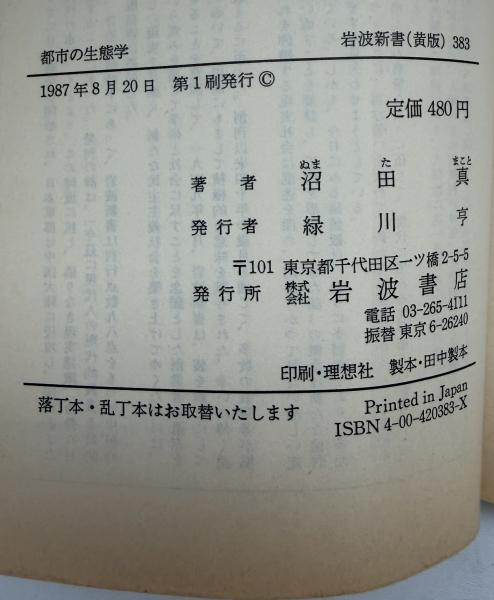 都市の生態学 岩波新書(黄版) 383
1987年8月20日 第1刷発行©
定価480円
ぬま た まこと
著者 沼田真
発行者 緑川亨
〒101 東京都千代田区一ツ橋2-5-5
発行所 株式会社 岩波書店
電話 03-265-4111
振替 東京6-26240
印刷・理想社 製本・田中製本
落丁本・乱丁本はお取替いたします Printed in Japan
ISBN4-00-420383-X